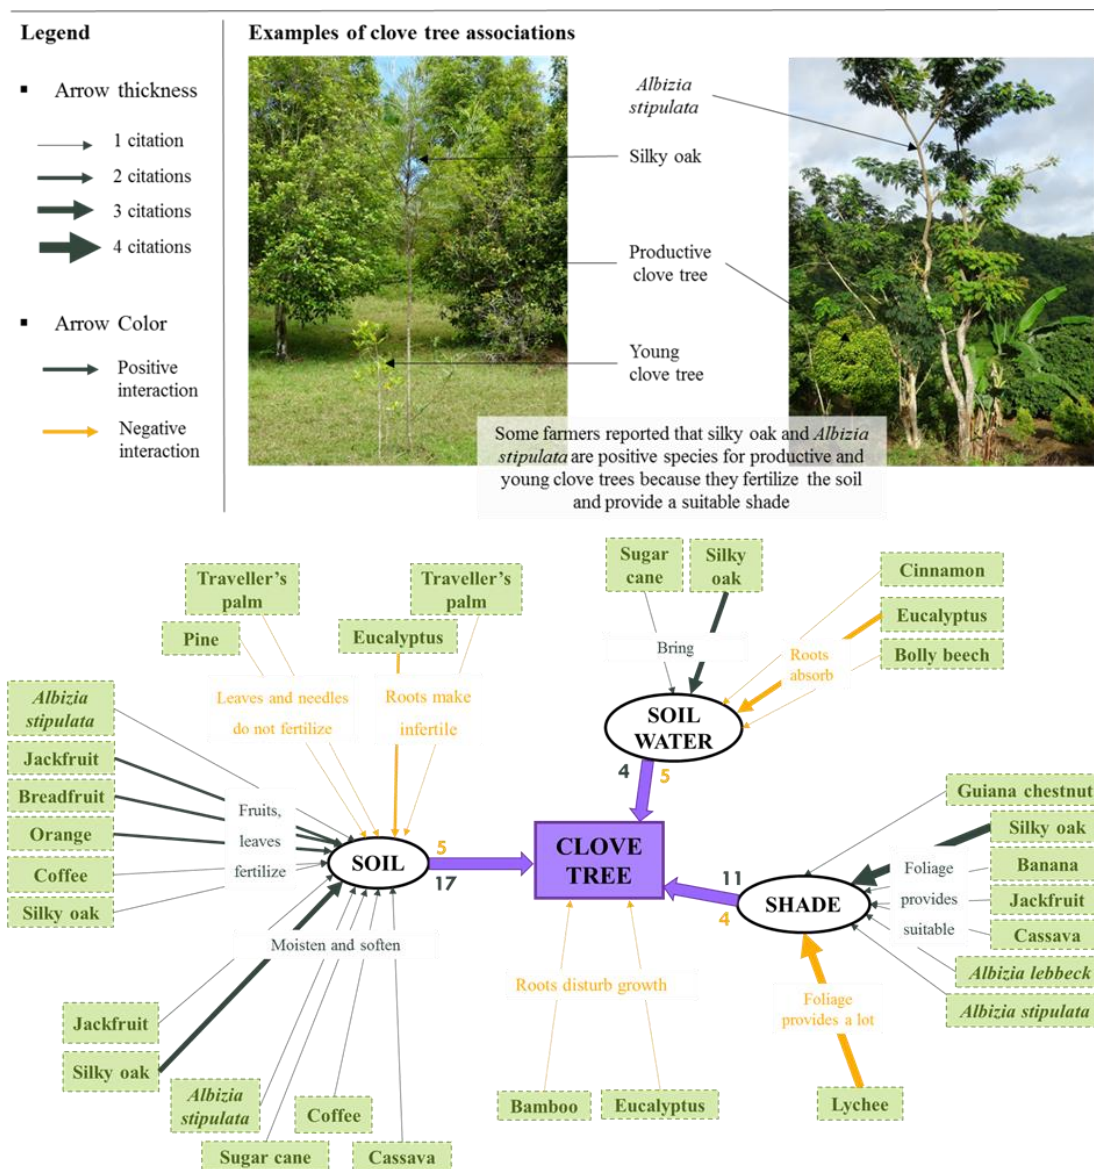 Legend
Arrow thickness
1 citation
2 citations
3 citations
4 citations
Arrow Color
Positive
interaction
Negative
interaction
Examples of clove tree associations
Albizia
stipulata
Silky oak
Productive
clove tree
Young
clove tree
Some farmers reported that silky oak and Albizia
stipulata are positive species for productive and
young clove trees because they fertilize the soil
and provide a suitable shade
Traveller's
palm
Pine
Eucalyptus
Traveller's
palm
Leaves and needles
do not fertilize
Roots make
infertile
Sugar
cane
Silky
oak
Bring
Cinnamon
Eucalyptus
Bolly beech
Roots
absorb
SOIL
WATER
4
5
Albizia
stipulata
Jackfruit
Breadfruit
Orange
Coffee
Silky oak
Fruits,
leaves
fertilize
SOIL
5
17
CLOVE
TREE
11
4
SHADE
Guiana chestnut
Silky oak
Banana
Jackfruit
Cassava
Albizia lebbeck
Albizia stipulata
Foliage
provides
suitable
Moisten and soften
Jackfruit
Silky oak
Albizia
stipulata
Sugar cane
Coffee
Cassava
Roots disturb growth
Bamboo
Eucalyptus
Foliage
provides a lot
Lychee